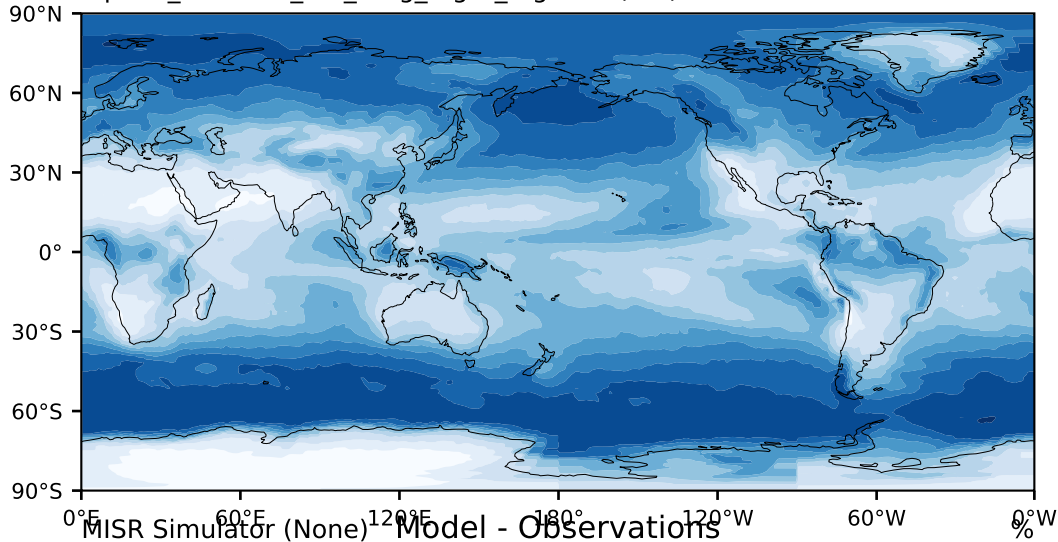 90°N
60°N
30°N
0°
30°S
60°S
90°S
0°E 60°E 120°E 180° 120°W 60°W 0°W
MISR Simulator (None) Model - Observations %